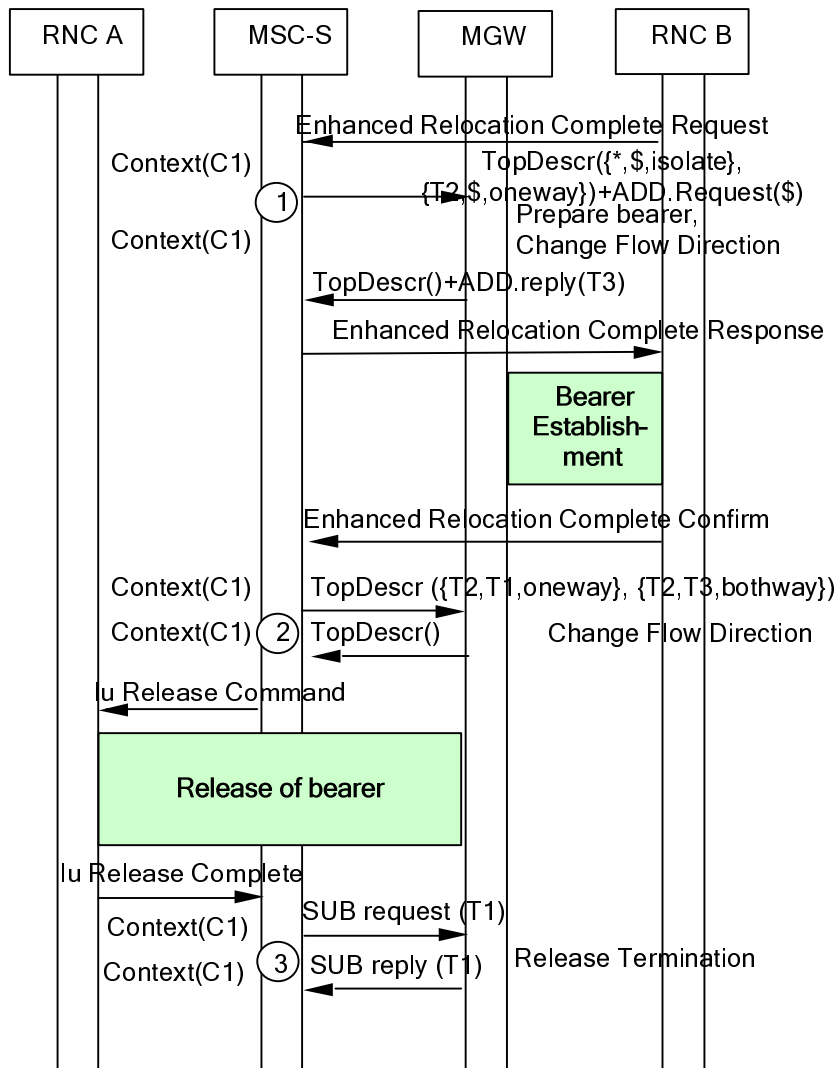 RNC A
MSC-S
MGW
RNC B
Enhanced Relocation Complete Request
Context(C1)
TopDescr({*,$,isolate},
{T2,$,oneway})+ADD.Request($)
1
Prepare bearer,
Context(C1)
Change Flow Direction
TopDescr()+ADD.reply(T3)
Enhanced Relocation Complete Response
Bearer
Establish-
ment
Enhanced Relocation Complete Confirm
Context(C1)
TopDescr ({T2,T1,oneway}, {T2,T3,bothway})
Context(C1)
2
TopDescr()
Change Flow Direction
Iu Release Command
Release of bearer
Iu Release Complete
SUB request (T1)
Context(C1)
Context(C1)
3
SUB reply (T1)
Release Termination